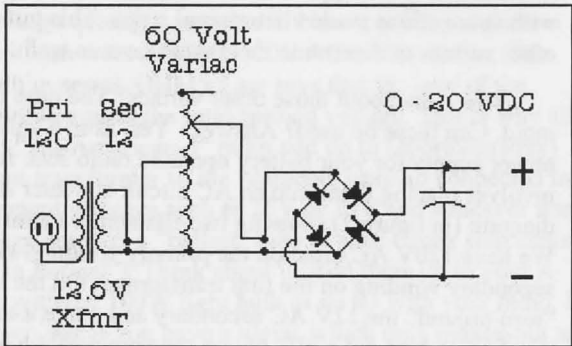 60 Volt
Variac
Pri Sec
120 12
0 -20 VDC
+
−
12.6V
Xfmr